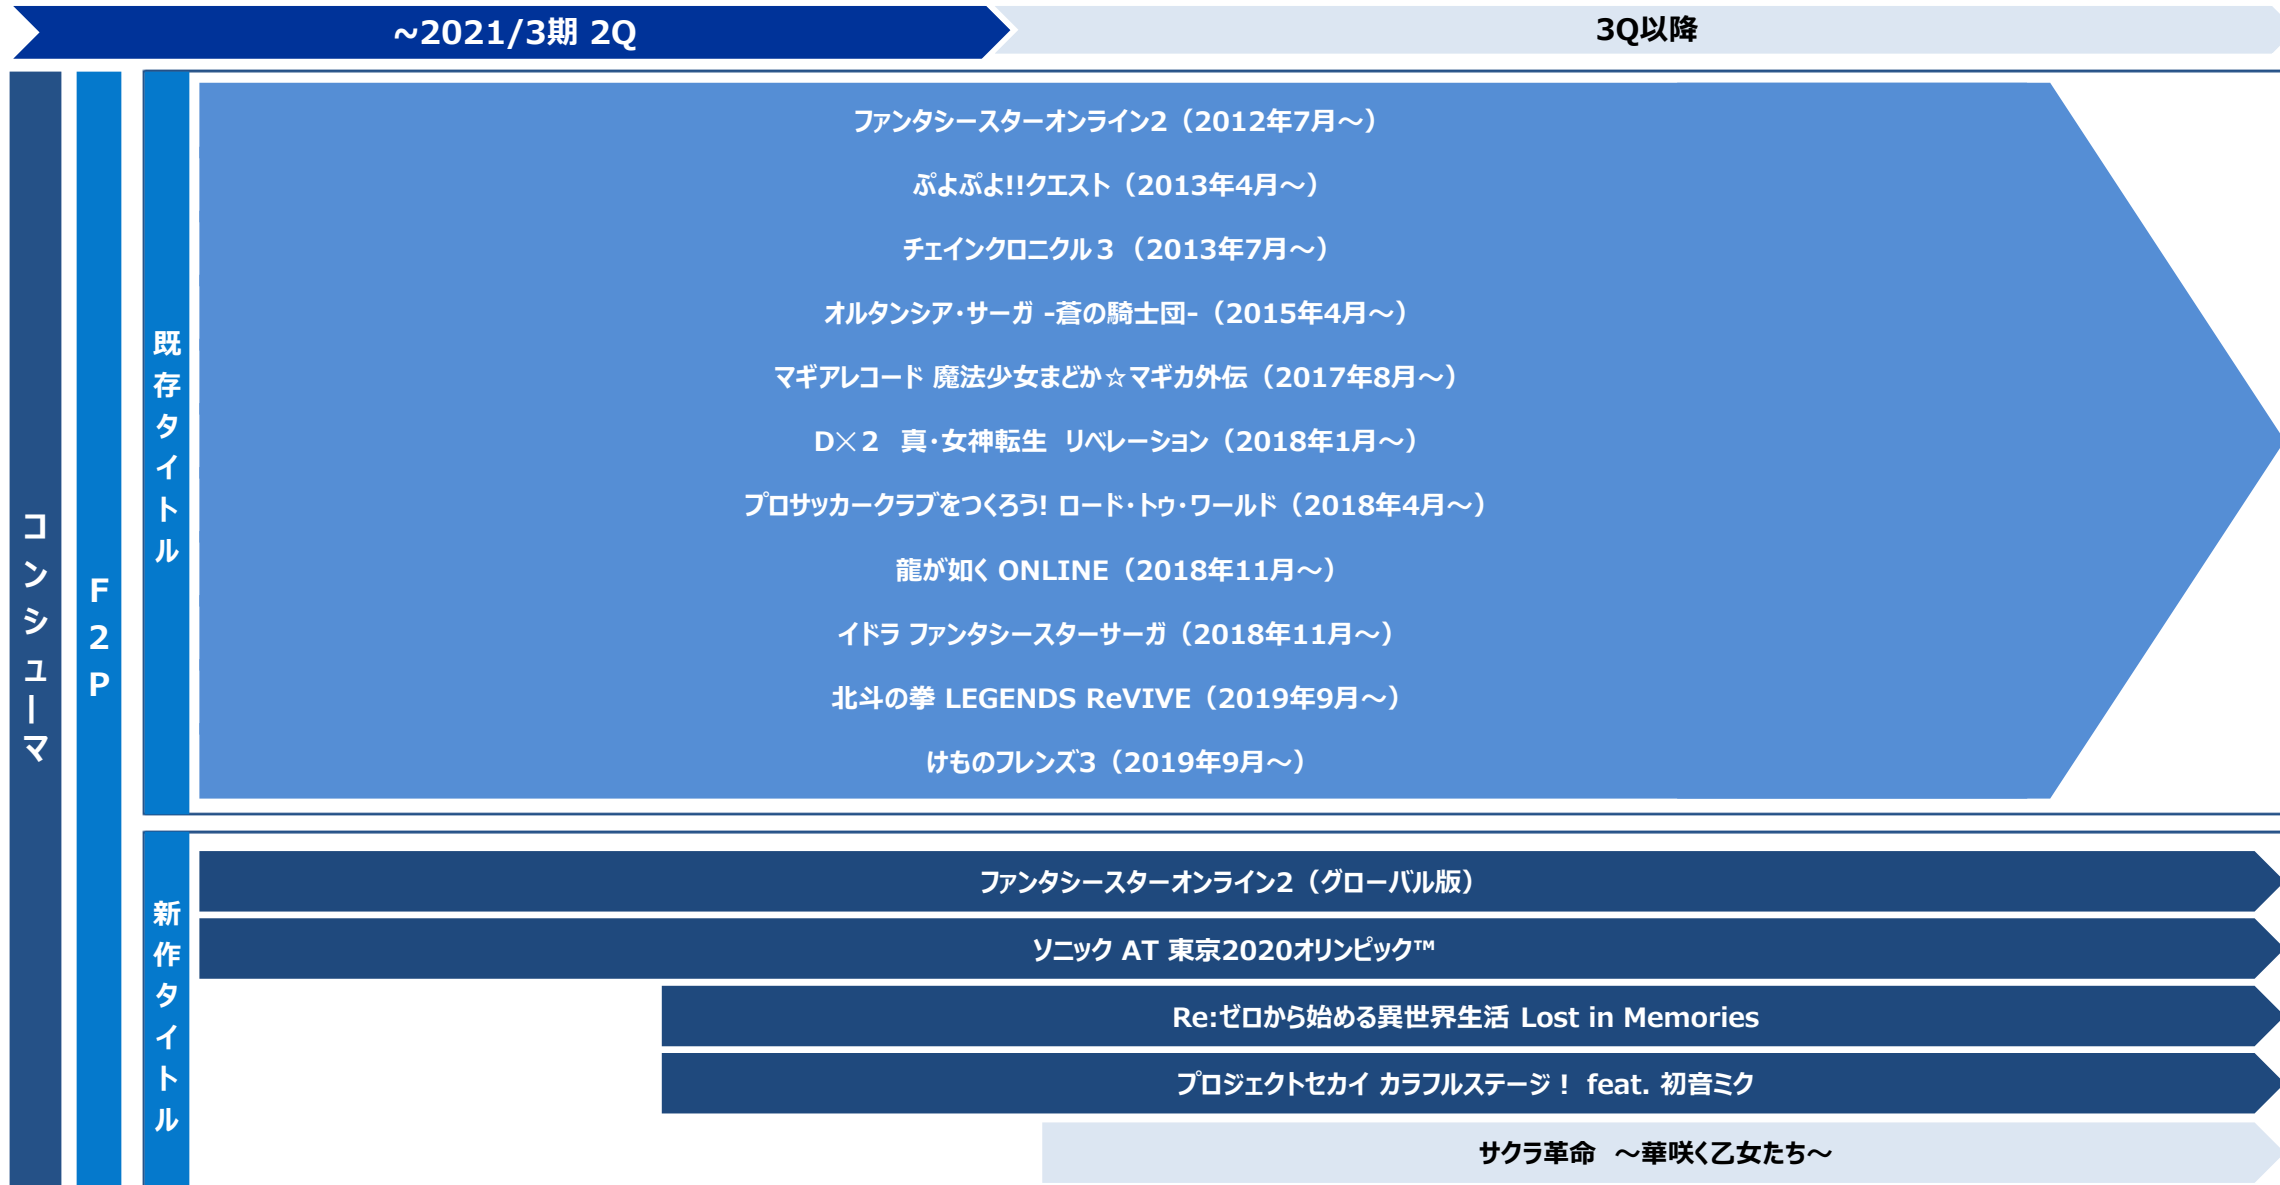 ~2021/3期 2Q
3Q以降
コンシューマ
F2P
既存タイトル
ファンタシースターオンライン2（2012年7月～）
ぷよぷよ!!クエスト（2013年4月～）
チェインクロニクル３（2013年7月～）
オルタンシア・サーガ -蒼の騎士団-（2015年4月～）
マギアレコード 魔法少女まどか☆マギカ外伝（2017年8月～）
D×２　真・女神転生　リベレーション（2018年1月～）
プロサッカークラブをつくろう! ロード・トゥ・ワールド（2018年4月～）
龍が如く ONLINE（2018年11月～）
イドラ ファンタシースターサーガ（2018年11月～）
北斗の拳 LEGENDS ReVIVE（2019年9月～）
けものフレンズ3（2019年9月～）
新作タイトル
ファンタシースターオンライン2（グローバル版）
ソニック AT 東京2020オリンピック™
Re:ゼロから始める異世界生活 Lost in Memories
プロジェクトセカイ カラフルステージ！ feat. 初音ミク
サクラ革命　～華咲く乙女たち～